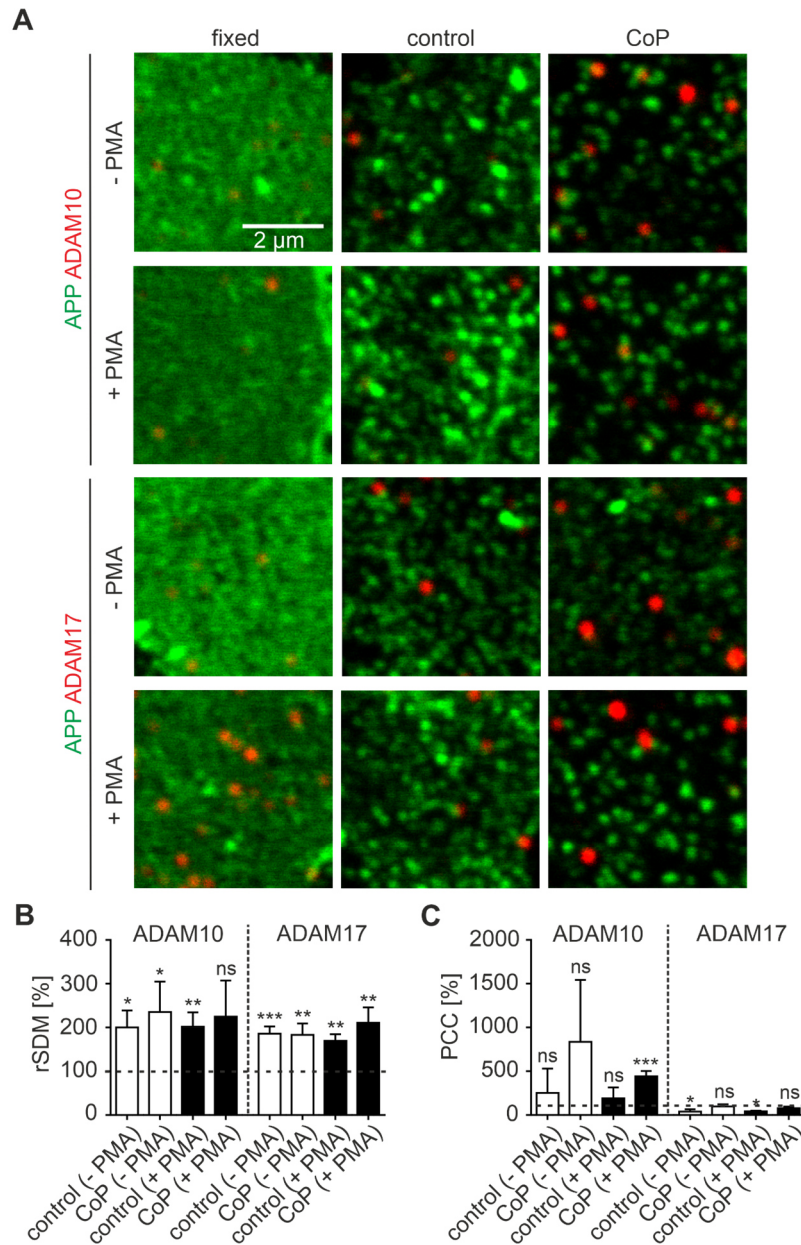 A
fixed control CoP
APP ADAM10
- PMA
2 µm
+ PMA
APP ADAM17
- PMA
+ PMA
B
ADAM10 ADAM17
rSDM [%]
400
300
200
100
0
* * ** ns *** ** ** **
control (- PMA)
CoP (- PMA)
control (+ PMA)
CoP (+ PMA)
control (- PMA)
CoP (- PMA)
control (+ PMA)
CoP (+ PMA)
C
ADAM10 ADAM17
PCC [%]
2000
1500
1000
500
0
ns ns ns *** * ns * ns
control (- PMA)
CoP (- PMA)
control (+ PMA)
CoP (+ PMA)
control (- PMA)
CoP (- PMA)
control (+ PMA)
CoP (+ PMA)